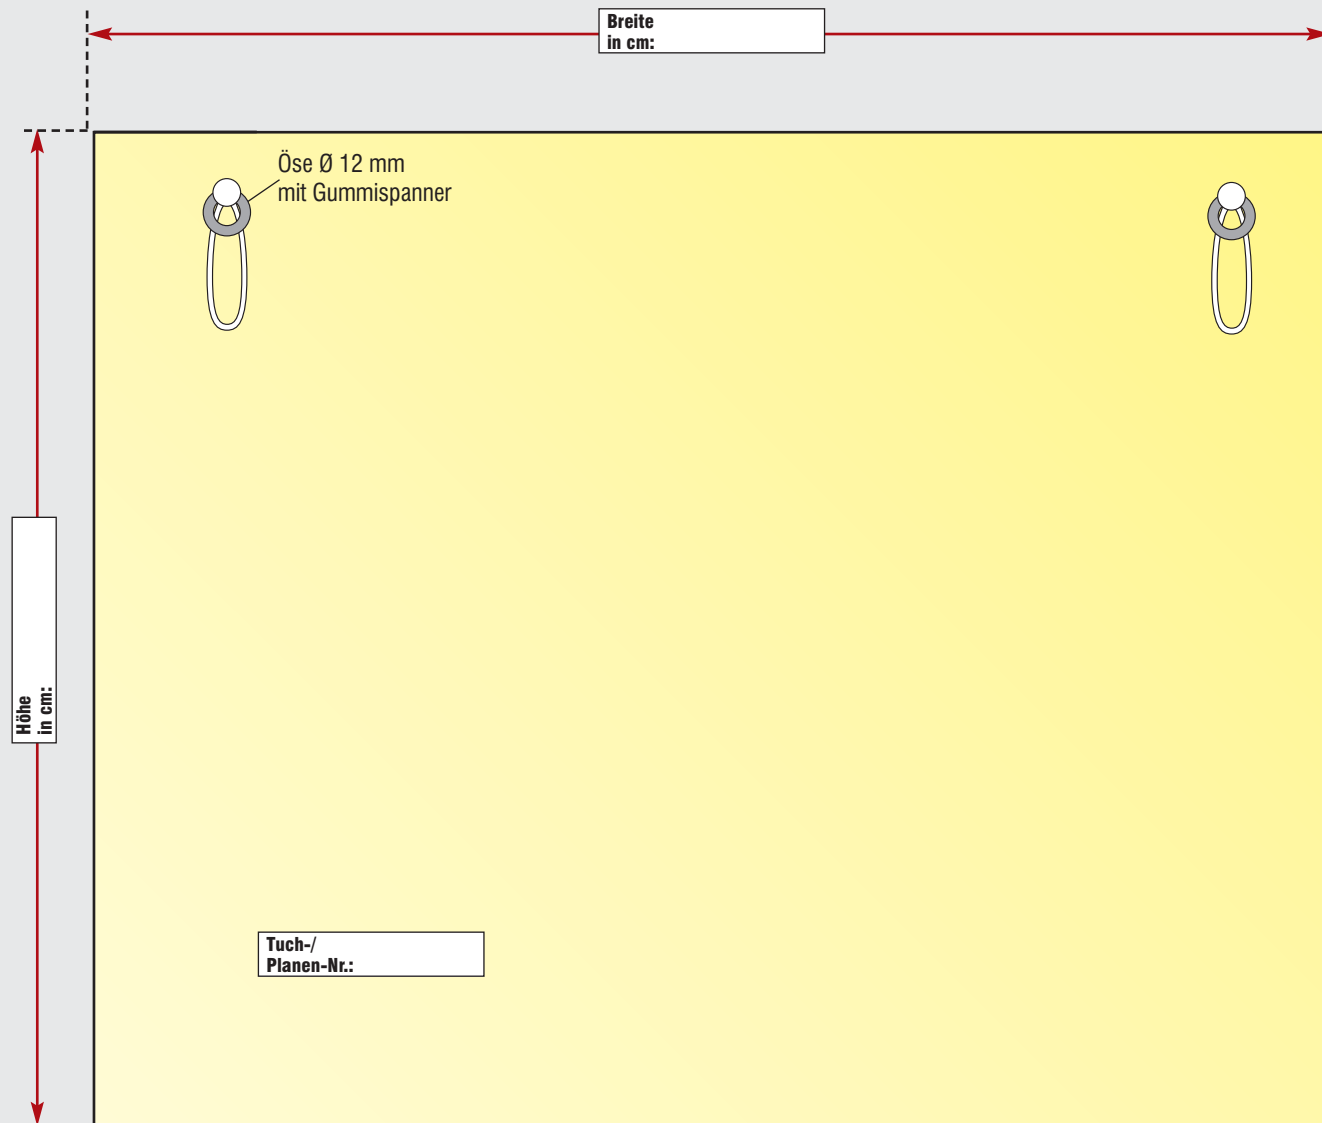 Breite
in cm:
Öse Ø 12 mm
mit Gummispanner
Höhe
in cm:
Tuch-/
Planen-Nr.: